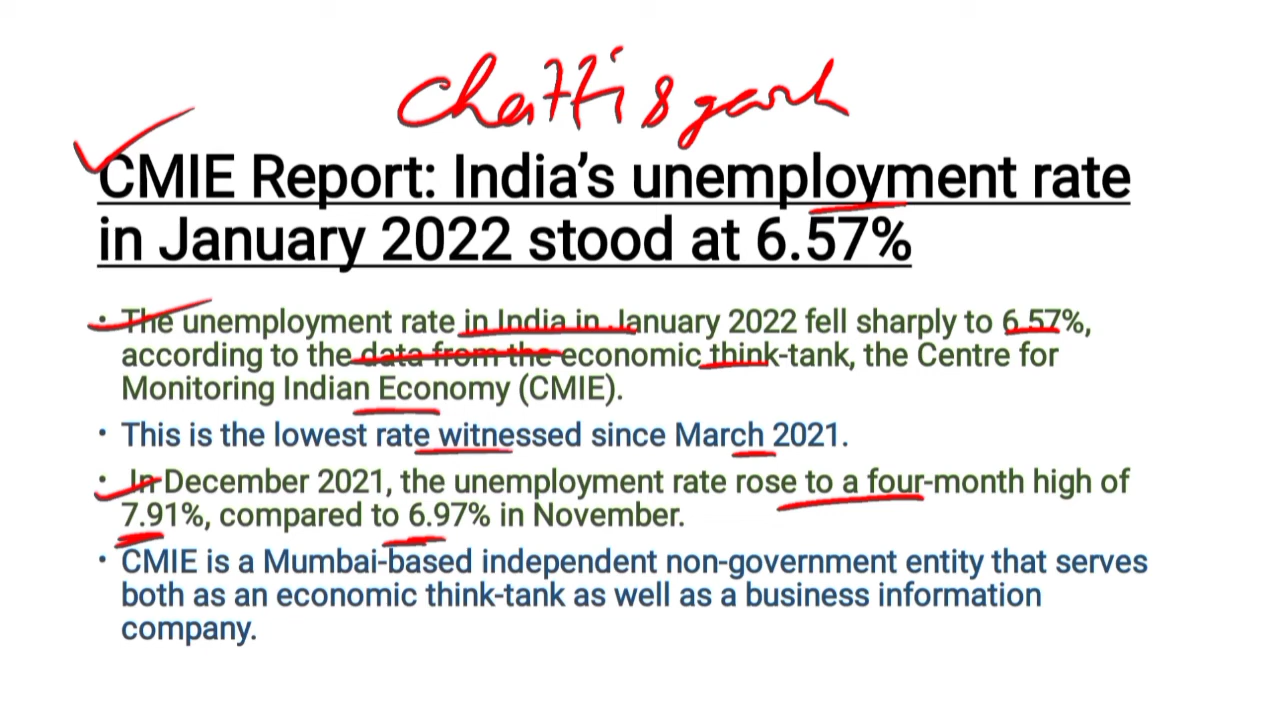 Chattisgarh
CMIE Report: India's unemployment rate
in January 2022 stood at 6.57%
• The unemployment rate in India in January 2022 fell sharply to 6.57%,
according to the data from the economic think-tank, the Centre for
Monitoring Indian Economy (CMIE).
• This is the lowest rate witnessed since March 2021.
• In December 2021, the unemployment rate rose to a four-month high of
7.91%, compared to 6.97% in November.
• CMIE is a Mumbai-based independent non-government entity that serves
both as an economic think-tank as well as a business information
company.